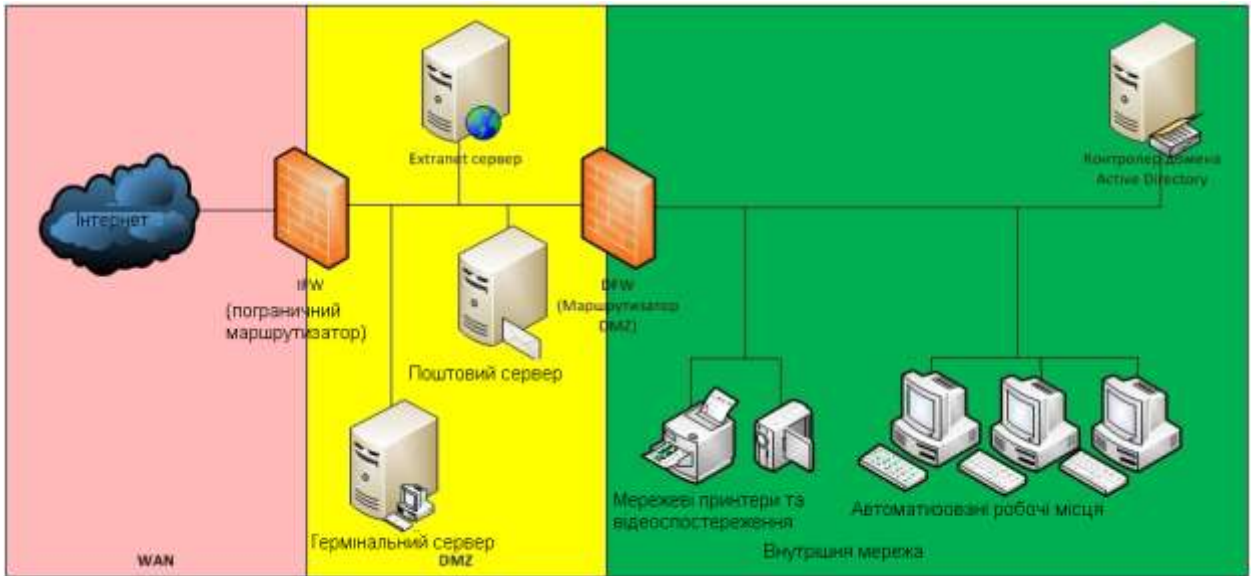 Extranet сервер
Контролер домена
Active Directory
Інтернет
IFW
(пограничний
маршрутизатор)
DFW
(Маршрутизатор
DMZ)
Поштовий сервер
Термінальний сервер
Мережеві принтери та
відеоспостереження
Автоматизовані робочі місця
Внутрішня мережа
WAN
DMZ